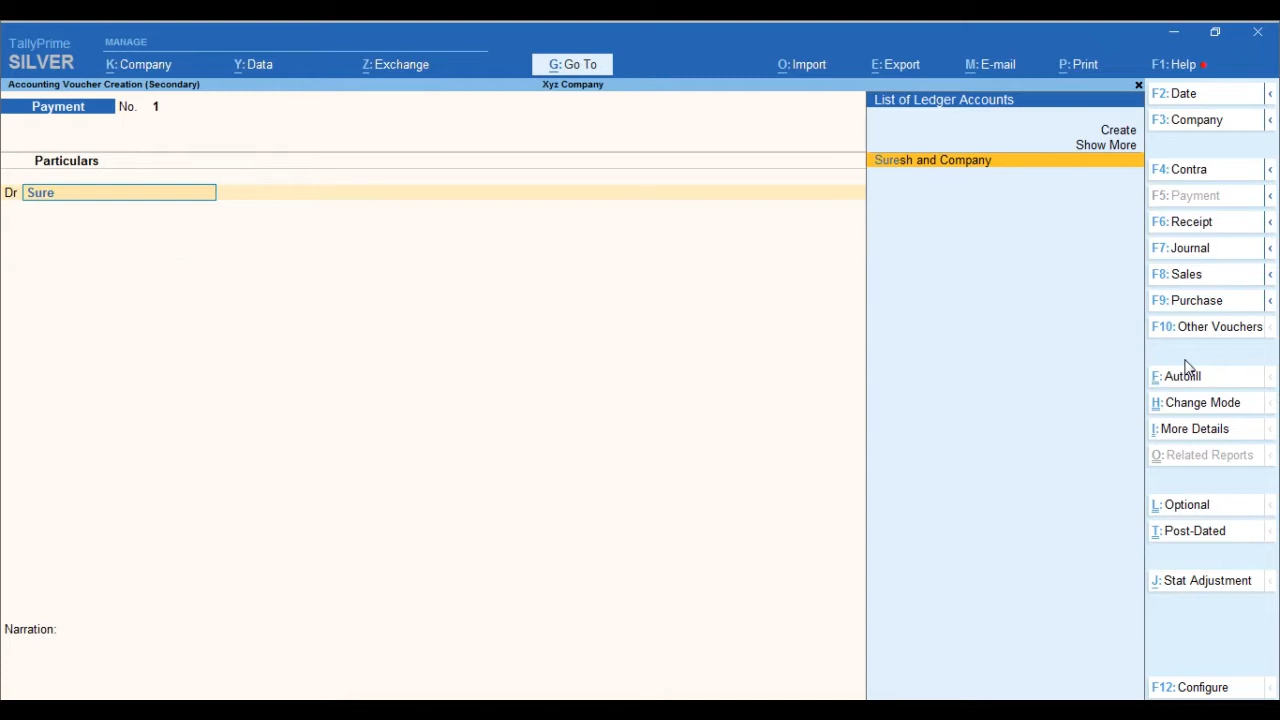 TallyPrime
SILVER
MANAGE
K: Company
Y: Data
Z: Exchange
G: Go To
O: Import
E: Export
M: E-mail
P: Print
F1: Help
Accounting Voucher Creation (Secondary)
Xyz Company
Payment No. 1
Particulars
Dr Sure
Narration:
List of Ledger Accounts
Create
Show More
Suresh and Company
F2: Date
F3: Company
F4: Contra
F5: Payment
F6: Receipt
F7: Journal
F8: Sales
F9: Purchase
F10: Other Vouchers
F: Autofill
H: Change Mode
I: More Details
O: Related Reports
L: Optional
T: Post-Dated
J: Stat Adjustment
F12: Configure